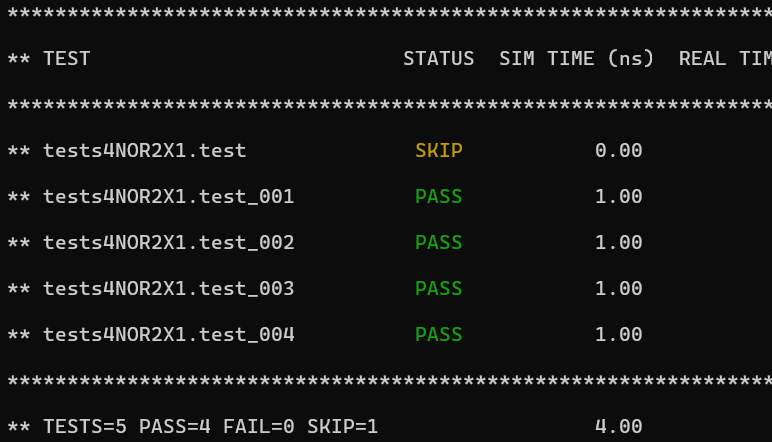 ****************************************************************
** TEST                          STATUS  SIM TIME (ns)  REAL TIM
****************************************************************
** tests4NOR2X1.test              SKIP           0.00
** tests4NOR2X1.test_001          PASS           1.00
** tests4NOR2X1.test_002          PASS           1.00
** tests4NOR2X1.test_003          PASS           1.00
** tests4NOR2X1.test_004          PASS           1.00
****************************************************************
** TESTS=5 PASS=4 FAIL=0 SKIP=1                  4.00